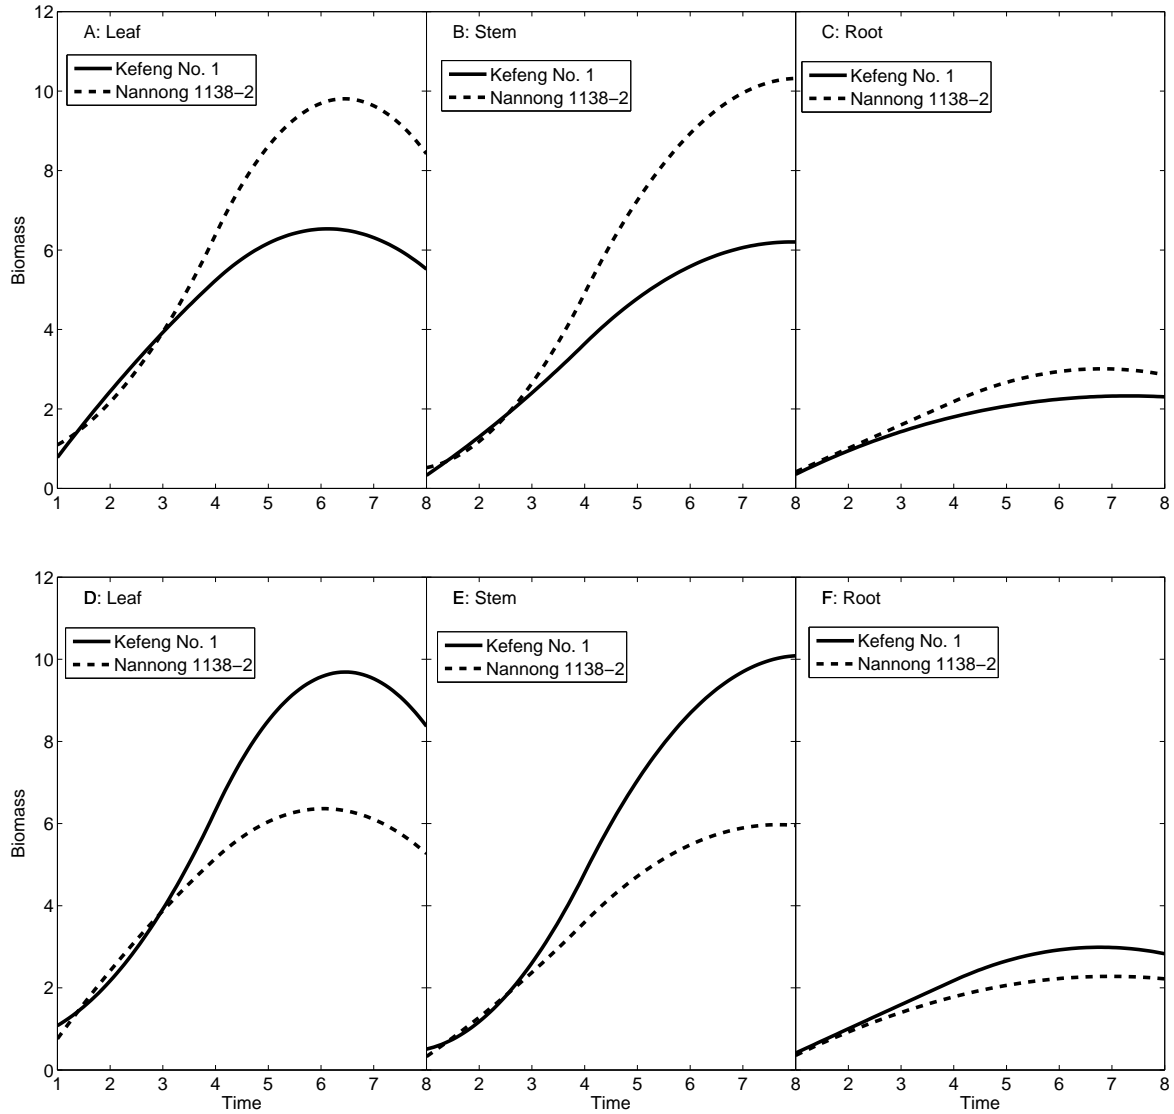 A: Leaf
Kefeng No. 1
Nannong 1138−2
B: Stem
Kefeng No. 1
Nannong 1138−2
C: Root
Kefeng No. 1
Nannong 1138−2
12
10
8
6
4
2
0
Biomass
1 2 3 4 5 6 7 8 2 3 4 5 6 7 8 2 3 4 5 6 7 8
D: Leaf
Kefeng No. 1
Nannong 1138−2
E: Stem
Kefeng No. 1
Nannong 1138−2
F: Root
Kefeng No. 1
Nannong 1138−2
12
10
8
6
4
2
0
Biomass
1 2 3 4 5 6 7 8 2 3 4 5 6 7 8 2 3 4 5 6 7 8
Time Time Time